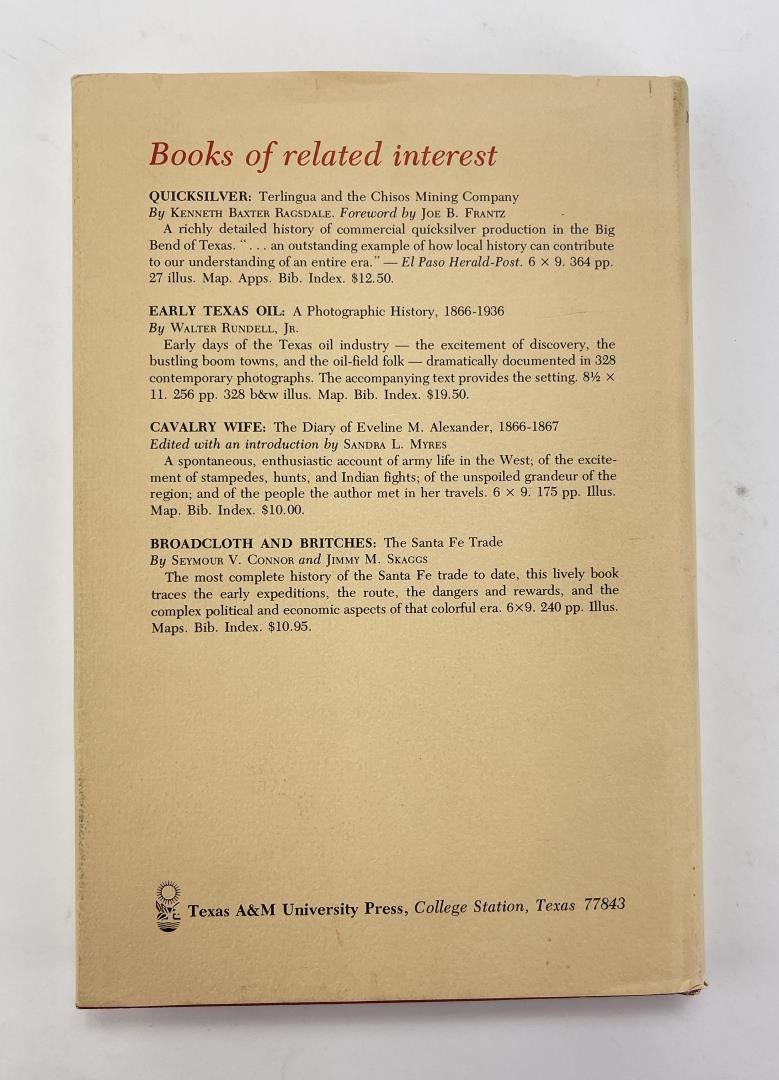 Books of related interest
QUICKSILVER: Terlingua and the Chisos Mining Company
By KENNETH BAXTER RAGSDALE. Foreword by JOE B. FRANTZ
A richly detailed history of commercial quicksilver production in the Big
Bend of Texas. “. . . an outstanding example of how local history can contribute
to our understanding of an entire era.” — El Paso Herald-Post. 6 × 9. 364 pp.
27 illus. Map. Apps. Bib. Index. $12.50.
EARLY TEXAS OIL: A Photographic History, 1866-1936
By WALTER RUNDELL, JR.
Early days of the Texas oil industry — the excitement of discovery, the
bustling boom towns, and the oil-field folk — dramatically documented in 328
contemporary photographs. The accompanying text provides the setting. 8½ ×
11. 256 pp. 328 b&w illus. Map. Bib. Index. $19.50.
CAVALRY WIFE: The Diary of Eveline M. Alexander, 1866-1867
Edited with an introduction by SANDRA L. MYRES
A spontaneous, enthusiastic account of army life in the West; of the excite-
ment of stampedes, hunts, and Indian fights; of the unspoiled grandeur of the
region; and of the people the author met in her travels. 6 × 9. 175 pp. Illus.
Map. Bib. Index. $10.00.
BROADCLOTH AND BRITCHES: The Santa Fe Trade
By SEYMOUR V. CONNOR and JIMMY M. SKAGGS
The most complete history of the Santa Fe trade to date, this lively book
traces the early expeditions, the route, the dangers and rewards, and the
complex political and economic aspects of that colorful era. 6×9. 240 pp. Illus.
Maps. Bib. Index. $10.95.
Texas A&M University Press, College Station, Texas 77843